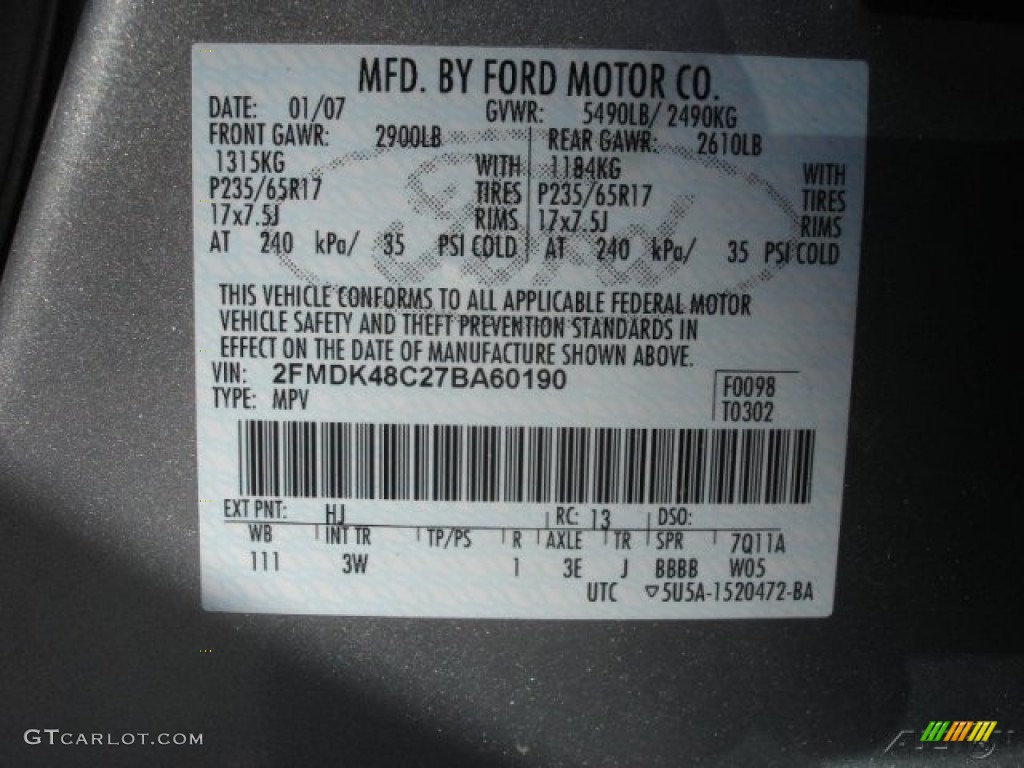 MFD. BY FORD MOTOR CO.
DATE: 01/07 GVWR: 5490LB/ 2490KG
FRONT GAWR: 2900LB REAR GAWR: 2610LB
1315KG WITH 1184KG WITH
P235/65R17 TIRES P235/65R17 TIRES
17x7.5J RIMS 17x7.5J RIMS
AT 240 kPa/ 35 PSI COLD AT 240 kPa/ 35 PSI COLD
Ford
THIS VEHICLE CONFORMS TO ALL APPLICABLE FEDERAL MOTOR
VEHICLE SAFETY AND THEFT PREVENTION STANDARDS IN
EFFECT ON THE DATE OF MANUFACTURE SHOWN ABOVE.
VIN: 2FMDK48C27BA60190 F0098
TYPE: MPV T0302
EXT PNT: HJ RC: 13 DSO:
WB INT TR TP/PS R AXLE TR SPR 7Q11A
111 3W 1 3E J BBBB W05
UTC ▽5U5A-1520472-BA
GTCARLOT.COM